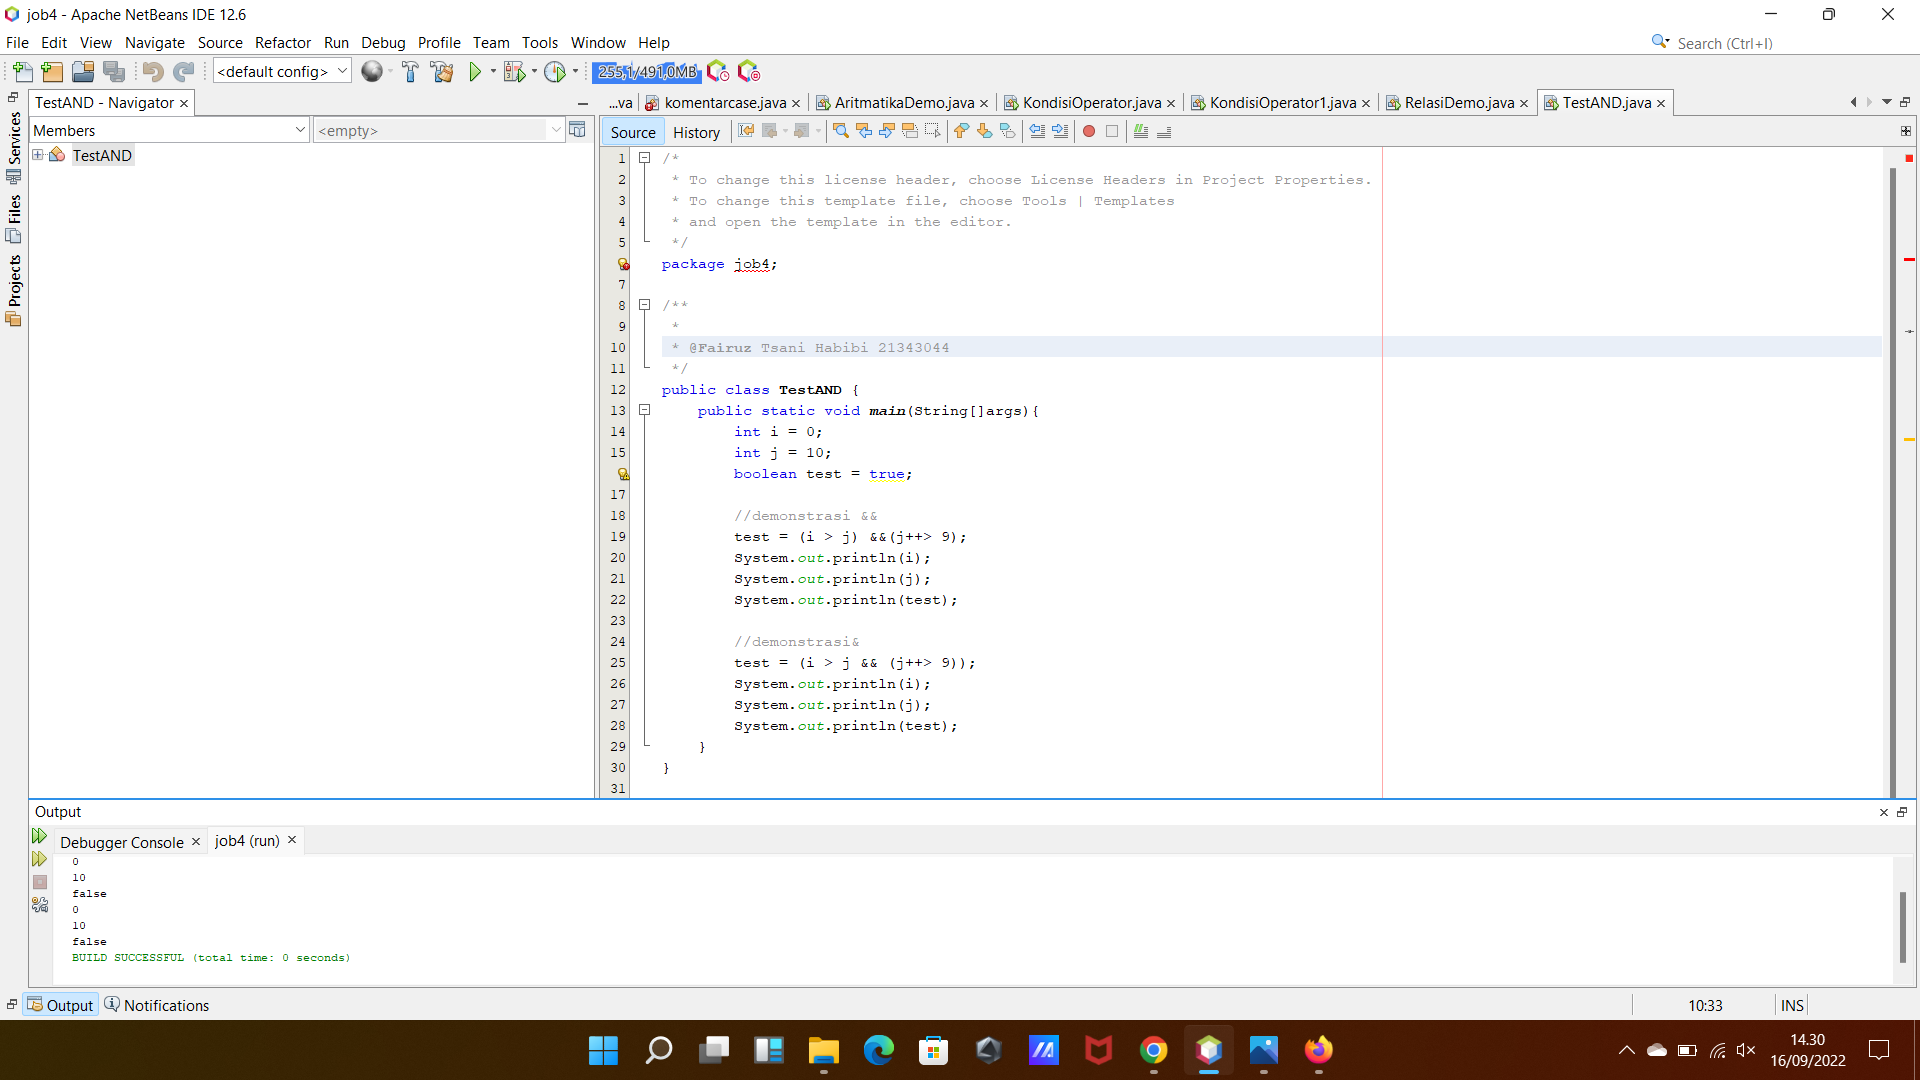 job4 - Apache NetBeans IDE 12.6
File Edit View Navigate Source Refactor Run Debug Profile Team Tools Window Help
Search (Ctrl+I)
<default config>
255,1/491,0MB
Services
Files
Projects
TestAND - Navigator
Members
<empty>
TestAND
...va komentarcase.java AritmatikaDemo.java KondisiOperator.java KondisiOperator1.java RelasiDemo.java TestAND.java
Source History
1 /*
2 * To change this license header, choose License Headers in Project Properties.
3 * To change this template file, choose Tools | Templates
4 * and open the template in the editor.
5 */
package job4;
7
8 /**
9 *
10 * @Fairuz Tsani Habibi 21343044
11 */
12 public class TestAND {
13 public static void main(String[]args){
14 int i = 0;
15 int j = 10;
boolean test = true;
17
18 //demonstrasi &&
19 test = (i > j) &&(j++> 9);
20 System.out.println(i);
21 System.out.println(j);
22 System.out.println(test);
23
24 //demonstrasi&
25 test = (i > j && (j++> 9));
26 System.out.println(i);
27 System.out.println(j);
28 System.out.println(test);
29 }
30 }
31
Output
Debugger Console job4 (run)
0
10
false
0
10
false
BUILD SUCCESSFUL (total time: 0 seconds)
Output Notifications
10:33 INS
14.30
16/09/2022